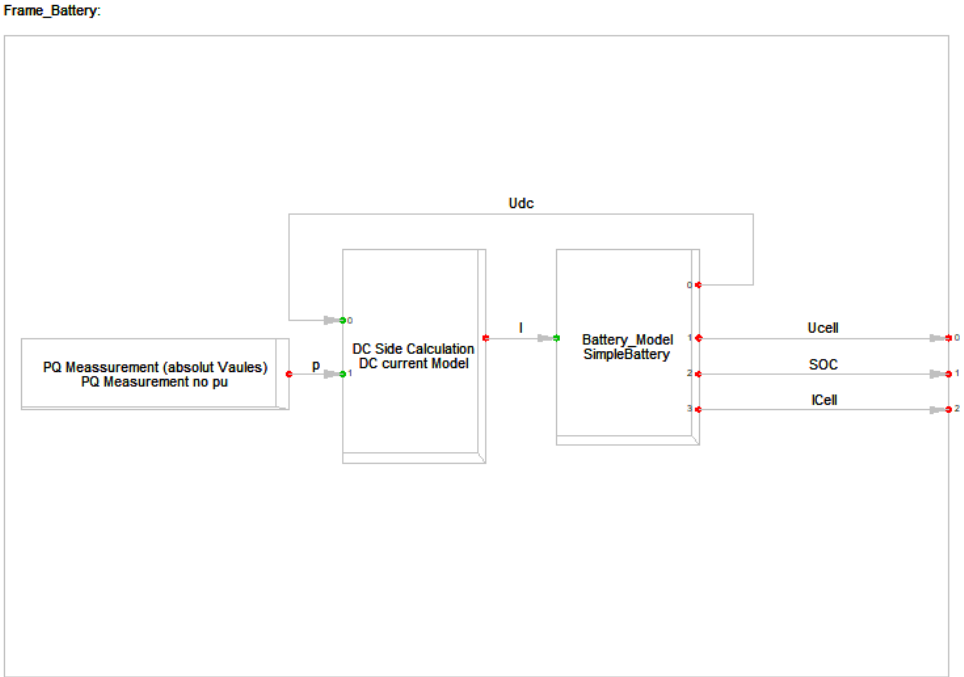 Frame_Battery:
Udc
0
0
PQ Meassurement (absolut Vaules)
PQ Measurement no pu
p
1
DC Side Calculation
DC current Model
I
Battery_Model
SimpleBattery
1
Ucell
0
2
SOC
1
3
ICell
2